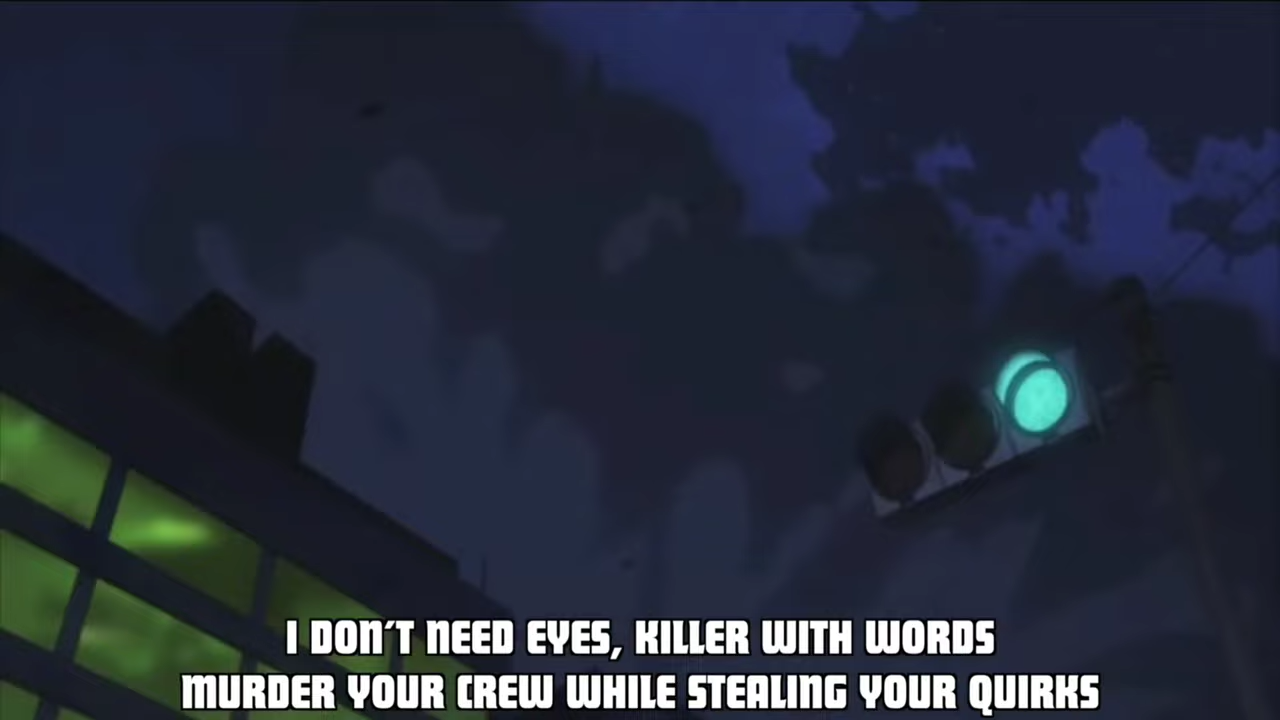 I DON'T NEED EYES, KILLER WITH WORDS
MURDER YOUR CREW WHILE STEALING YOUR QUIRKS